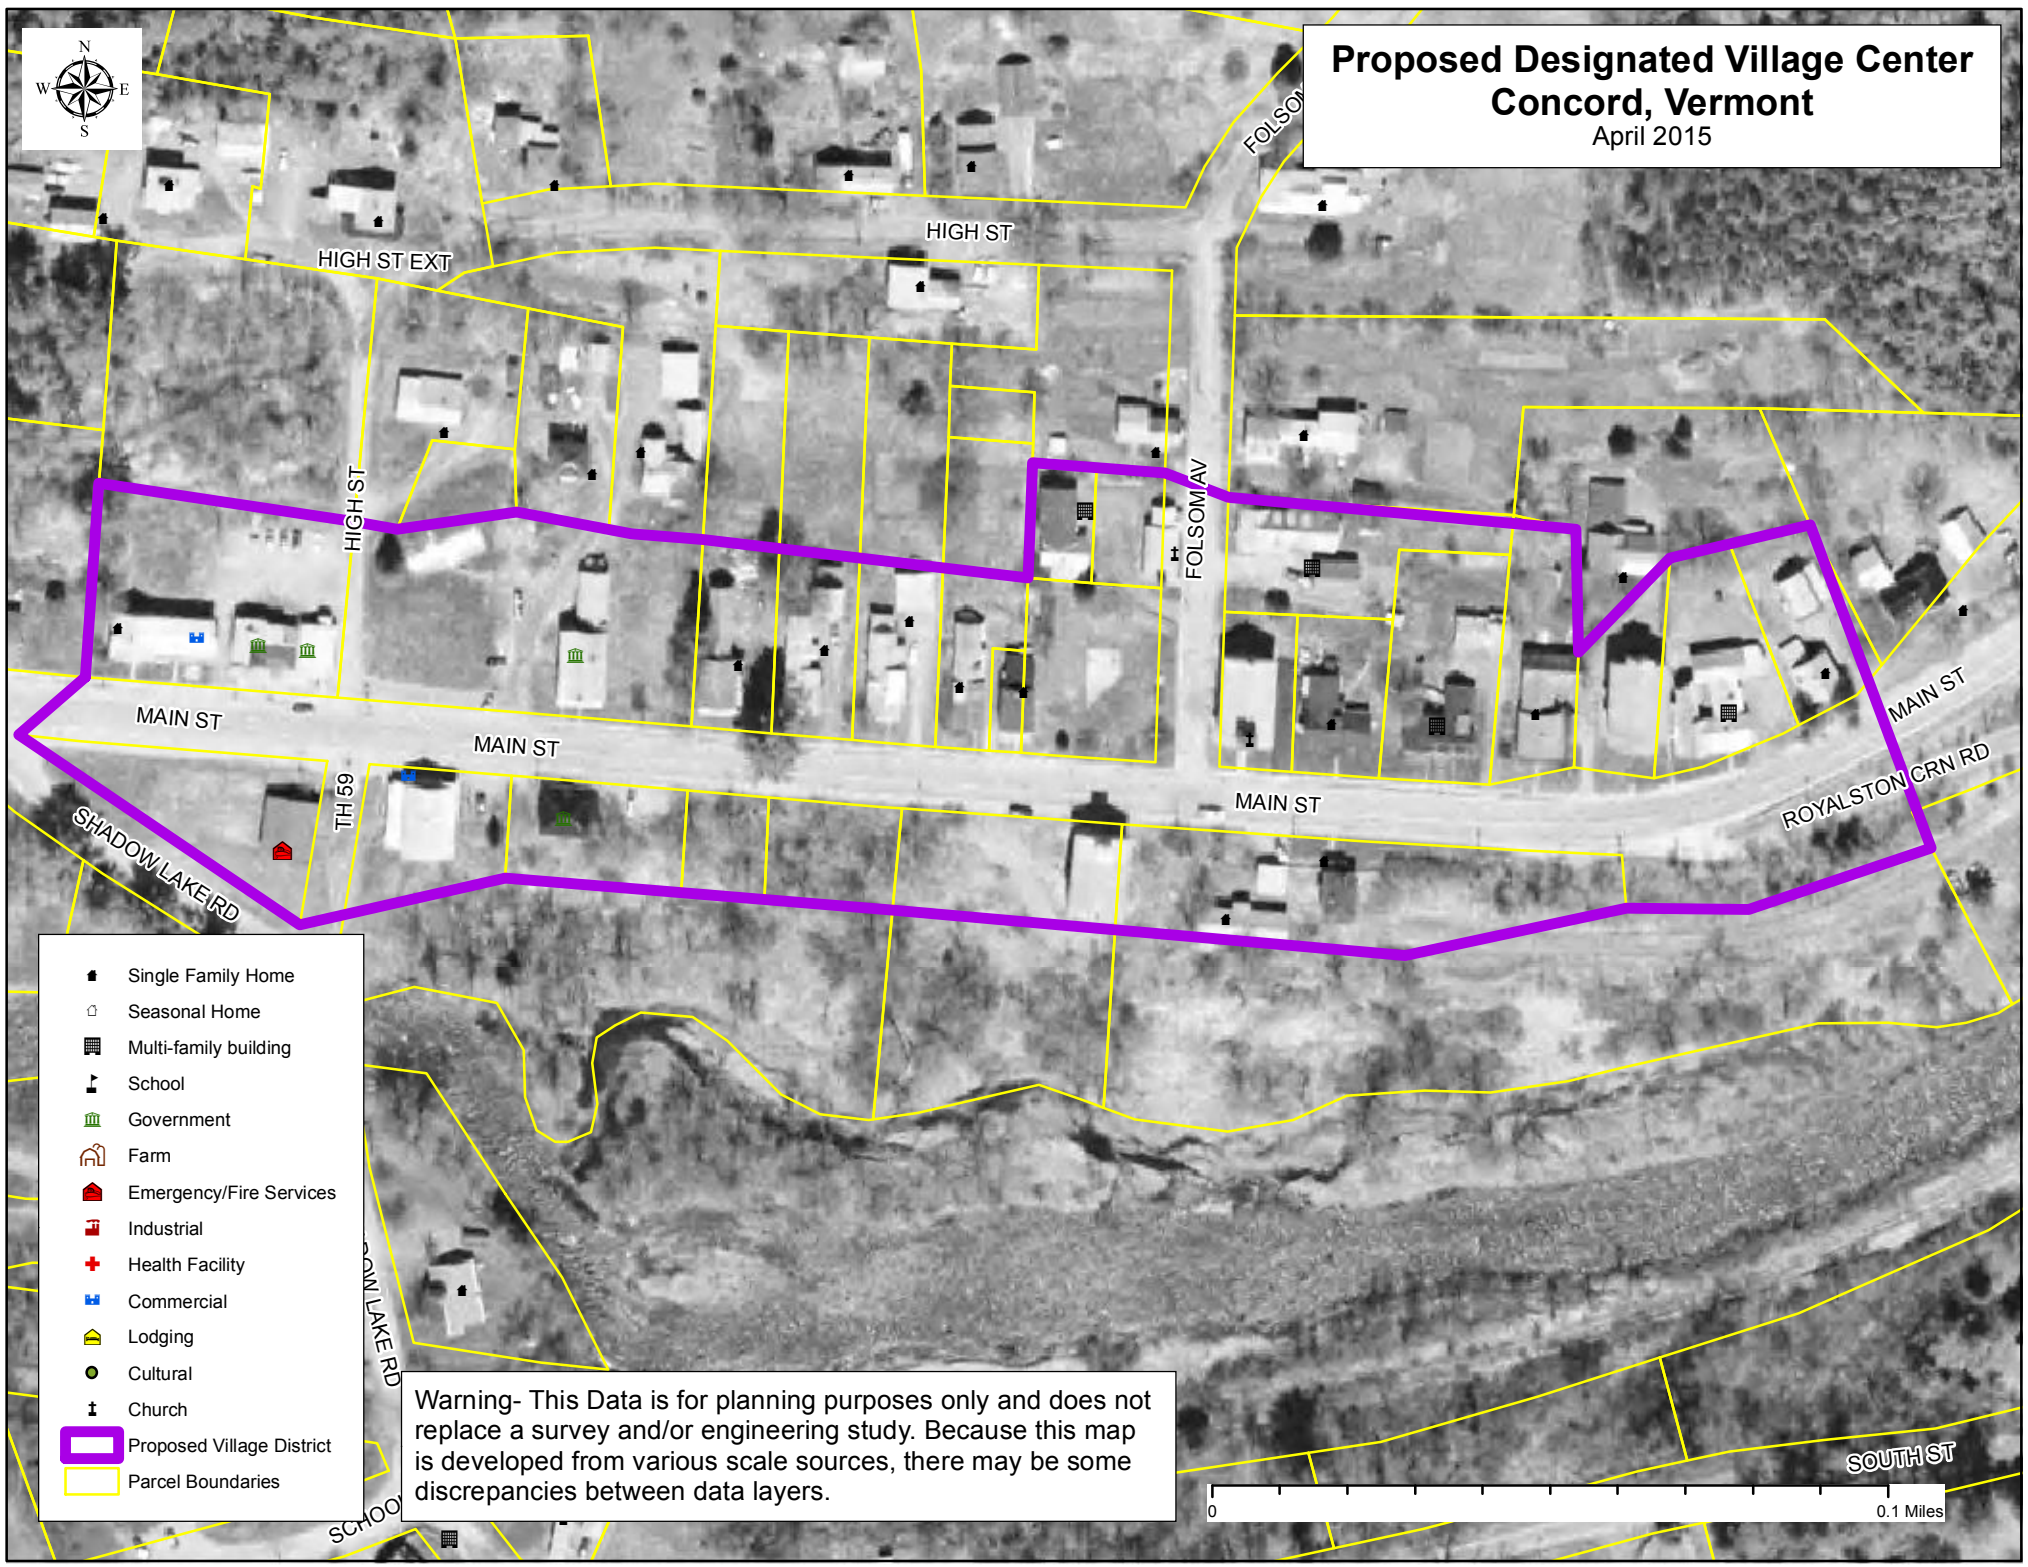 Proposed Designated Village Center
Concord, Vermont
April 2015
N
W
E
S
FOLSOM
HIGH ST
HIGH ST EXT
HIGH ST
FOLSOM AV
MAIN ST
MAIN ST
MAIN ST
MAIN ST
ROYALSTON CRN RD
TH 59
SHADOW LAKE RD
Single Family Home
Seasonal Home
Multi-family building
School
Government
Farm
Emergency/Fire Services
Industrial
Health Facility
Commercial
Lodging
Cultural
Church
Proposed Village District
Parcel Boundaries
OW LAKE RD
SCHOO
Warning- This Data is for planning purposes only and does not
replace a survey and/or engineering study. Because this map
is developed from various scale sources, there may be some
discrepancies between data layers.
SOUTH ST
0
0.1 Miles